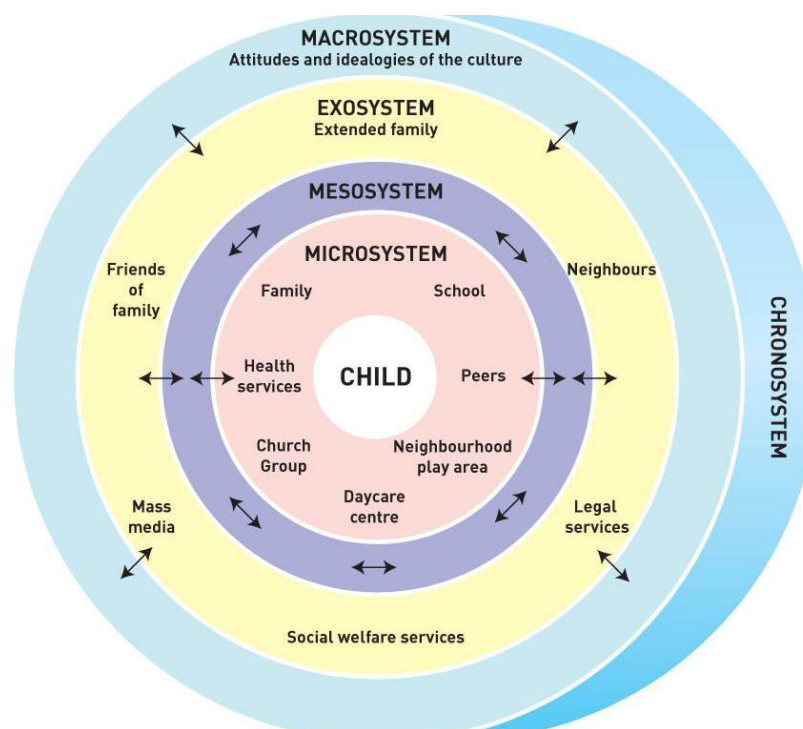 MACROSYSTEM
Attitudes and idealogies of the culture
EXOSYSTEM
Extended family
MESOSYSTEM
MICROSYSTEM
Friends
of
family
Neighbours
Family
School
Health
services
CHILD
Peers
Church
Group
Neighbourhood
play area
Daycare
centre
Mass
media
Legal
services
Social welfare services
CHRONOSYSTEM